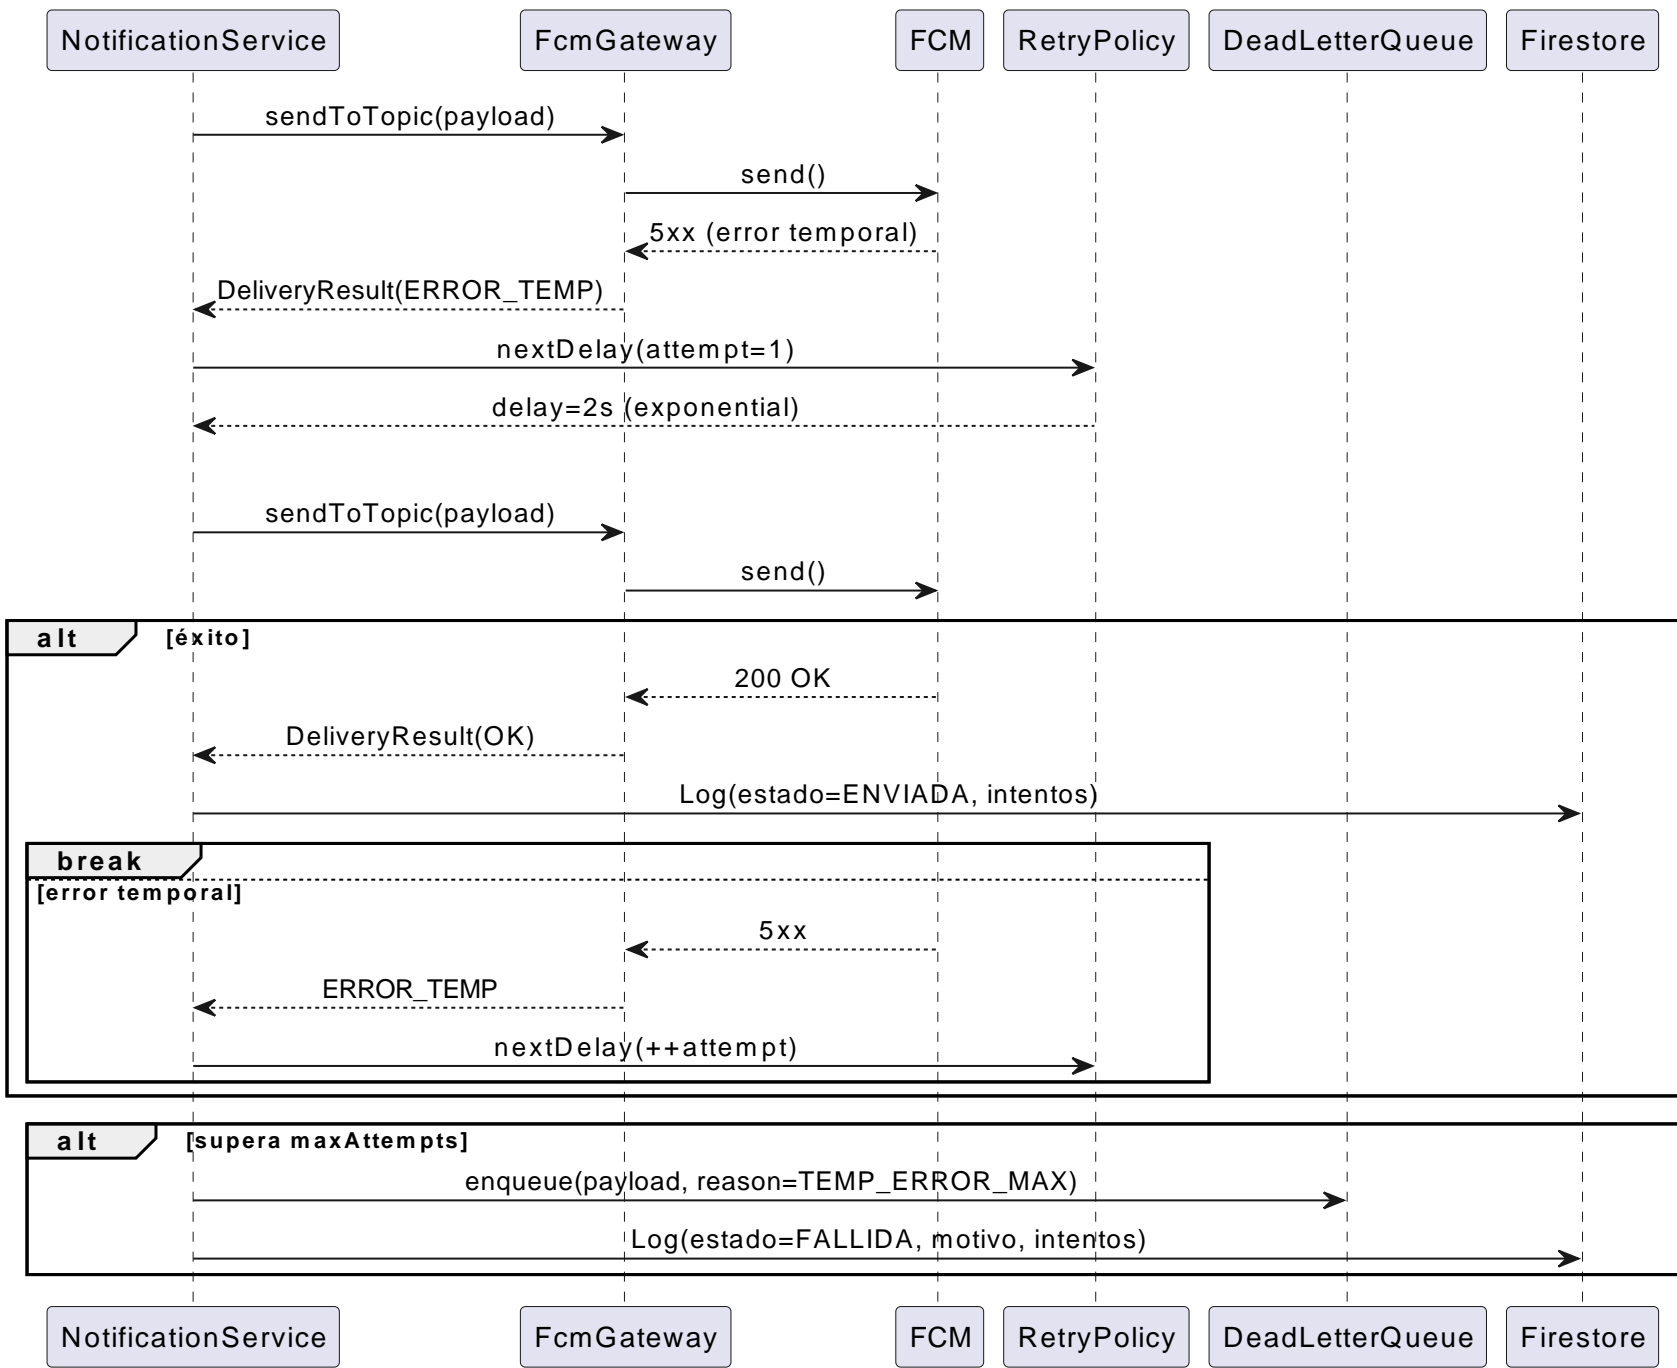 NotificationService FcmGateway FCM RetryPolicy DeadLetterQueue Firestore
sendToTopic(payload)
send()
5xx (error temporal)
DeliveryResult(ERROR_TEMP)
nextDelay(attempt=1)
delay=2s (exponential)
sendToTopic(payload)
send()
alt [éxito]
200 OK
DeliveryResult(OK)
Log(estado=ENVIADA, intentos)
break
[error temporal]
5xx
ERROR_TEMP
nextDelay(++attempt)
alt [supera maxAttempts]
enqueue(payload, reason=TEMP_ERROR_MAX)
Log(estado=FALLIDA, motivo, intentos)
NotificationService FcmGateway FCM RetryPolicy DeadLetterQueue Firestore